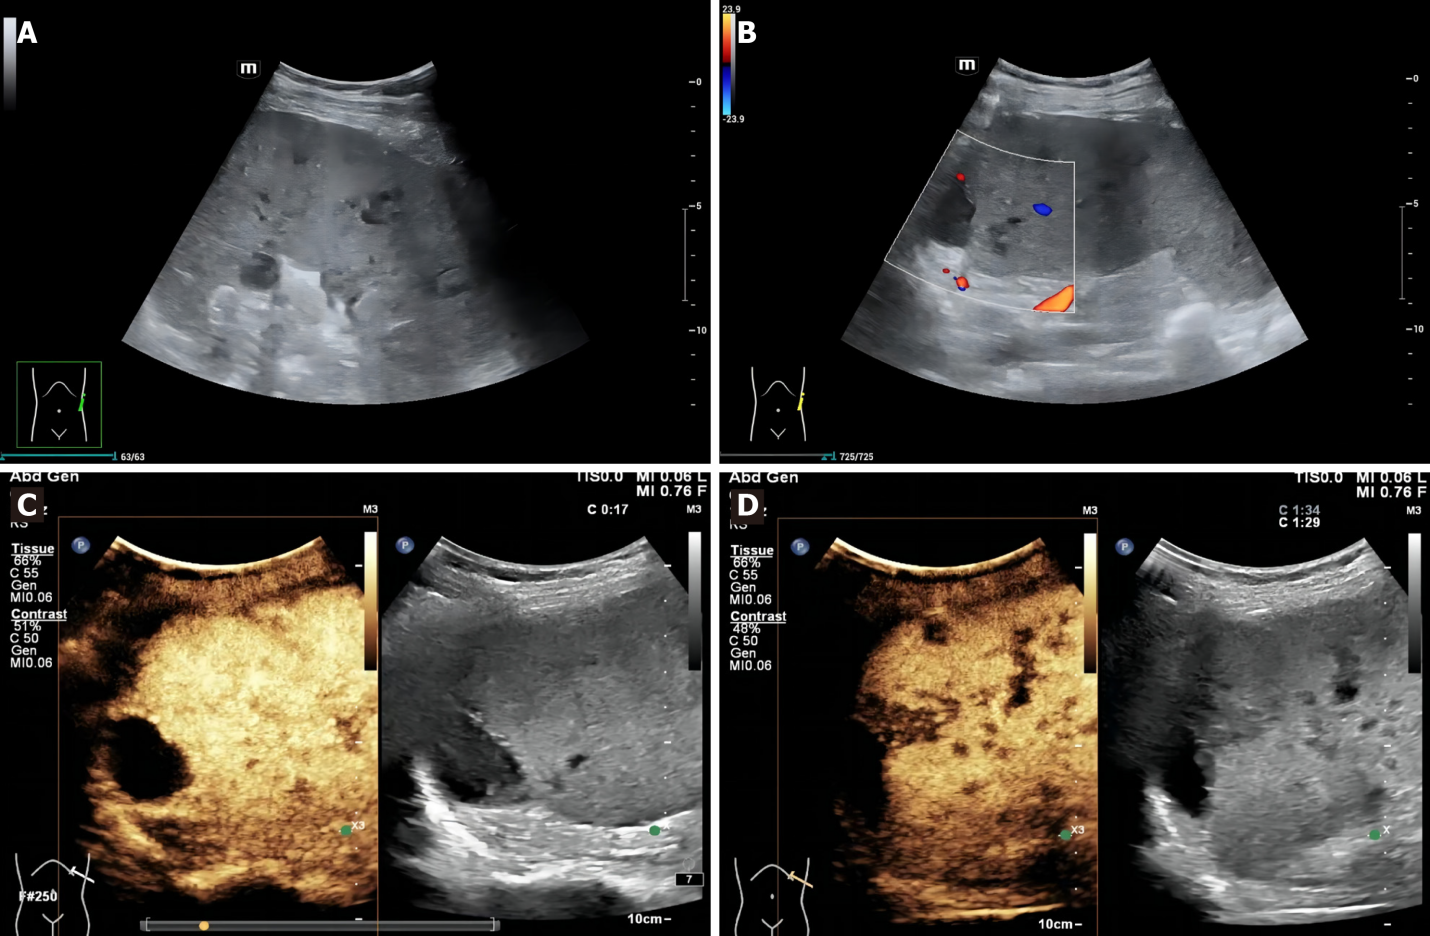 A
m
-0
-5
-10
63/63
B
23.9
-23.9
m
-0
-5
-10
725/725
C
Abd Gen
TIS0.0 MI 0.06 L
MI 0.76 F
z
RS
C 0:17
M3
M3
P
P
Tissue
66%
C 55
Gen
MI0.06
Contrast
51%
C 50
Gen
MI0.06
X3
X
F#250
7
10cm
D
Abd Gen
TIS0.0 MI 0.06 L
MI 0.76 F
z
RS
C 1:34
C 1:29
M3
M3
P
P
Tissue
66%
C 55
Gen
MI0.06
Contrast
48%
C 50
Gen
MI0.06
X3
X
10cm